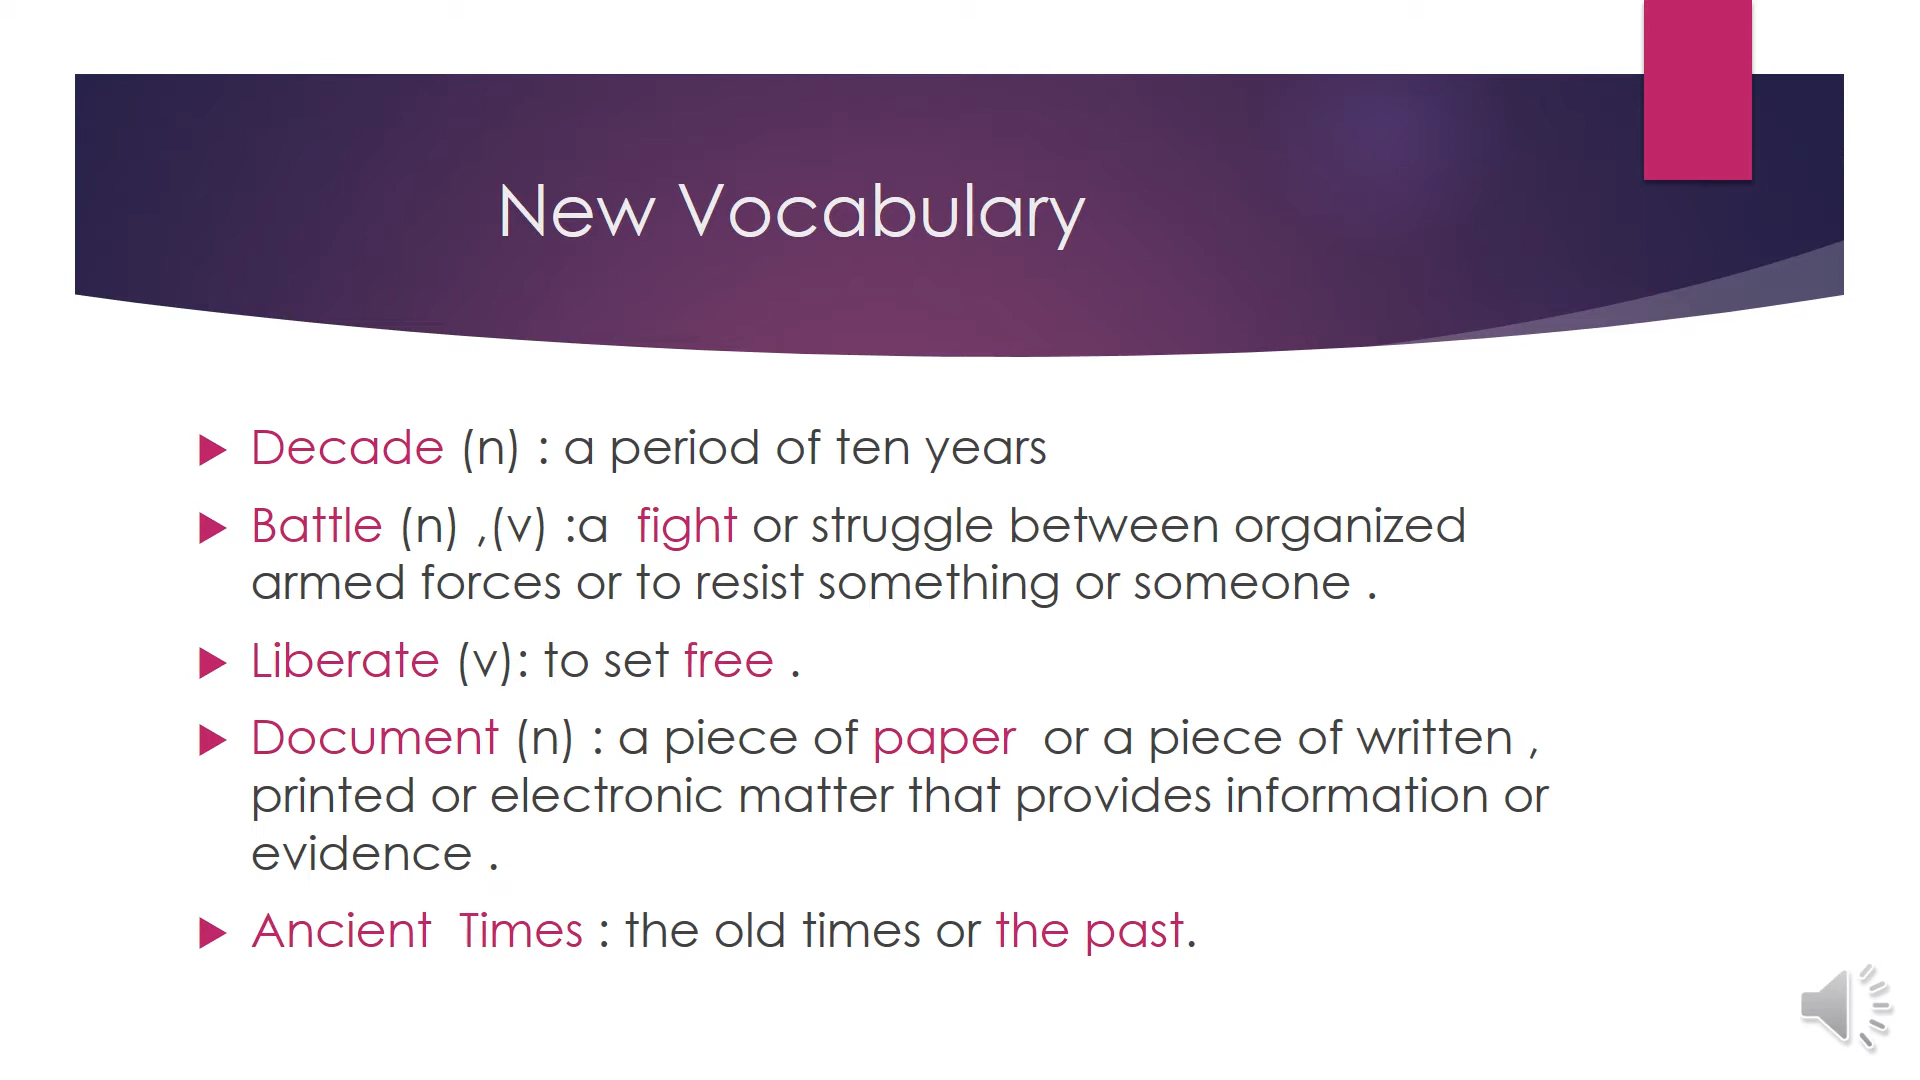 New Vocabulary
Decade (n) : a period of ten years
Battle (n) ,(v) :a fight or struggle between organized
armed forces or to resist something or someone .
Liberate (v): to set free .
Document (n) : a piece of paper or a piece of written ,
printed or electronic matter that provides information or
evidence .
Ancient Times : the old times or the past.